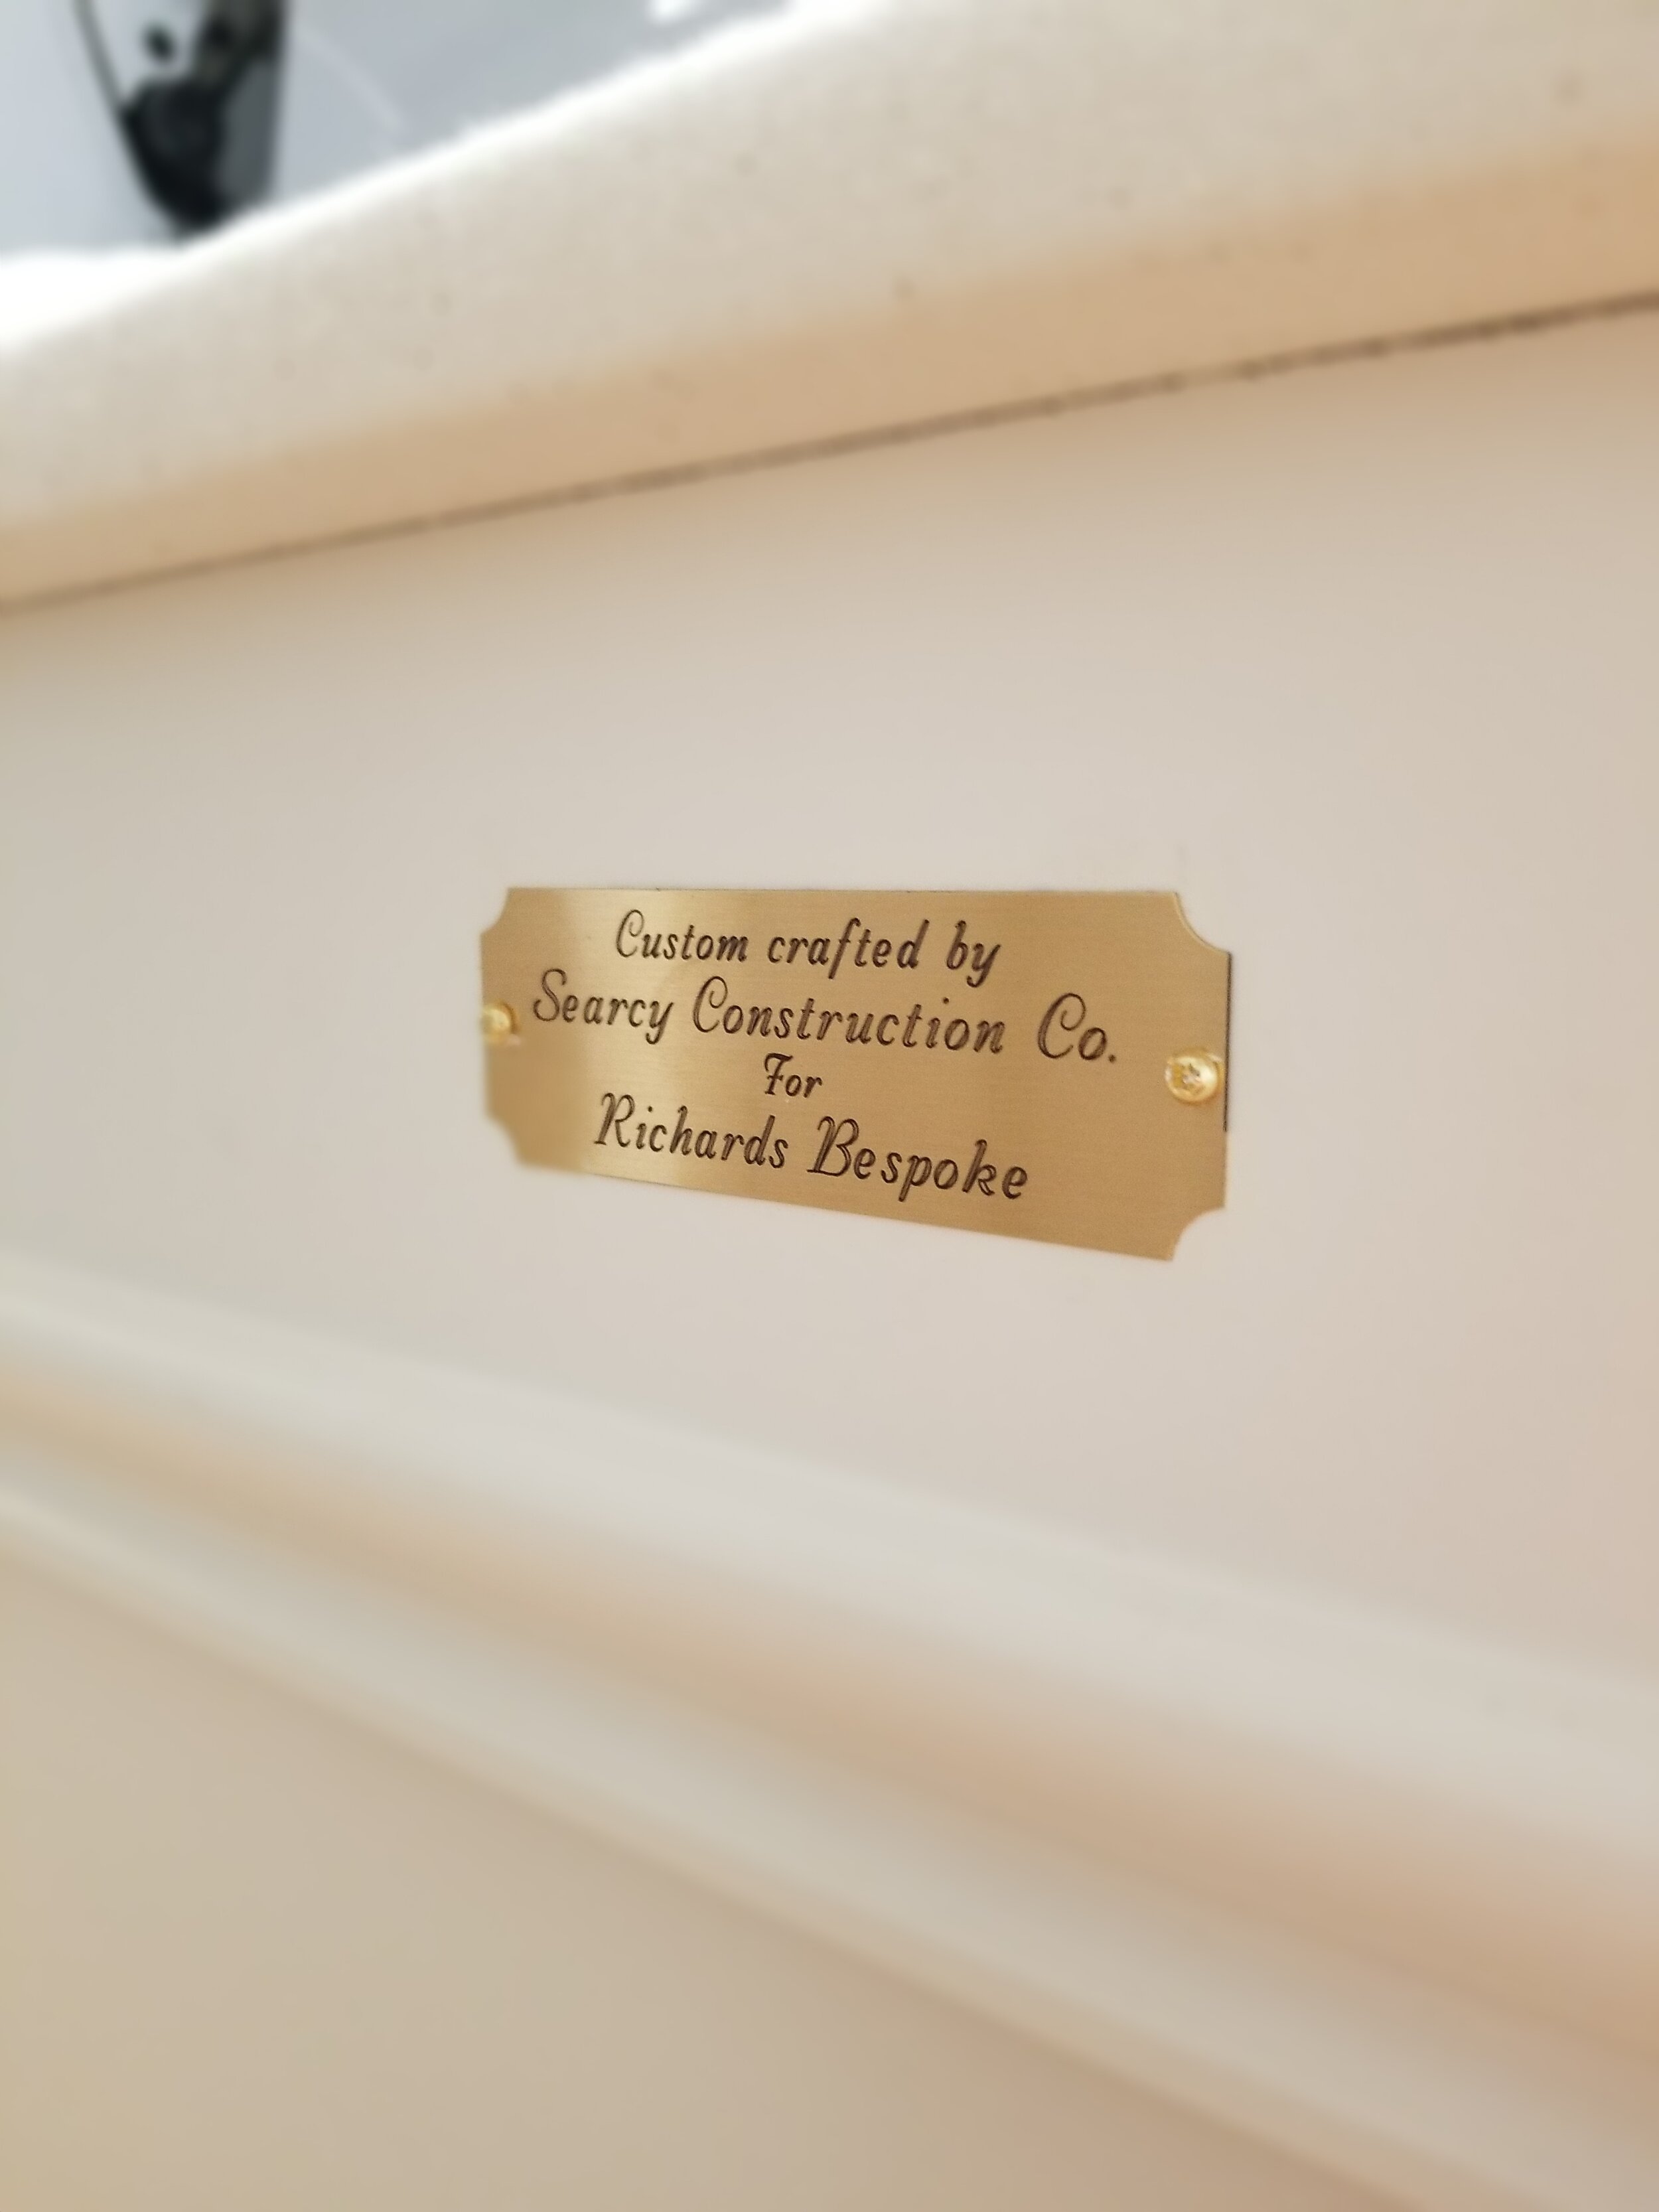 Custom crafted by
Searcy Construction Co.
For
Richards Bespoke